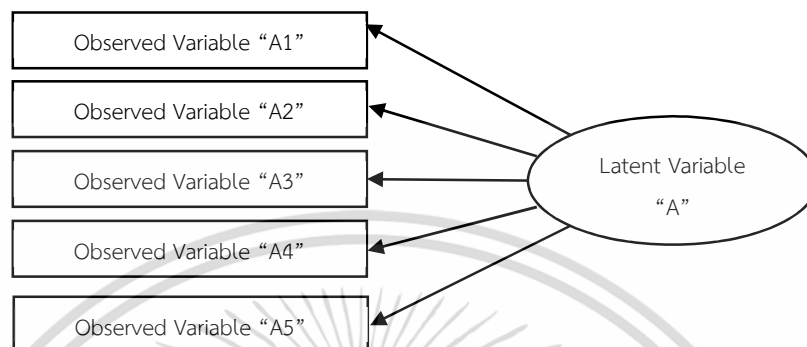 Observed Variable “A1”
Observed Variable “A2”
Observed Variable “A3”
Observed Variable “A4”
Observed Variable “A5”
Latent Variable
“A”